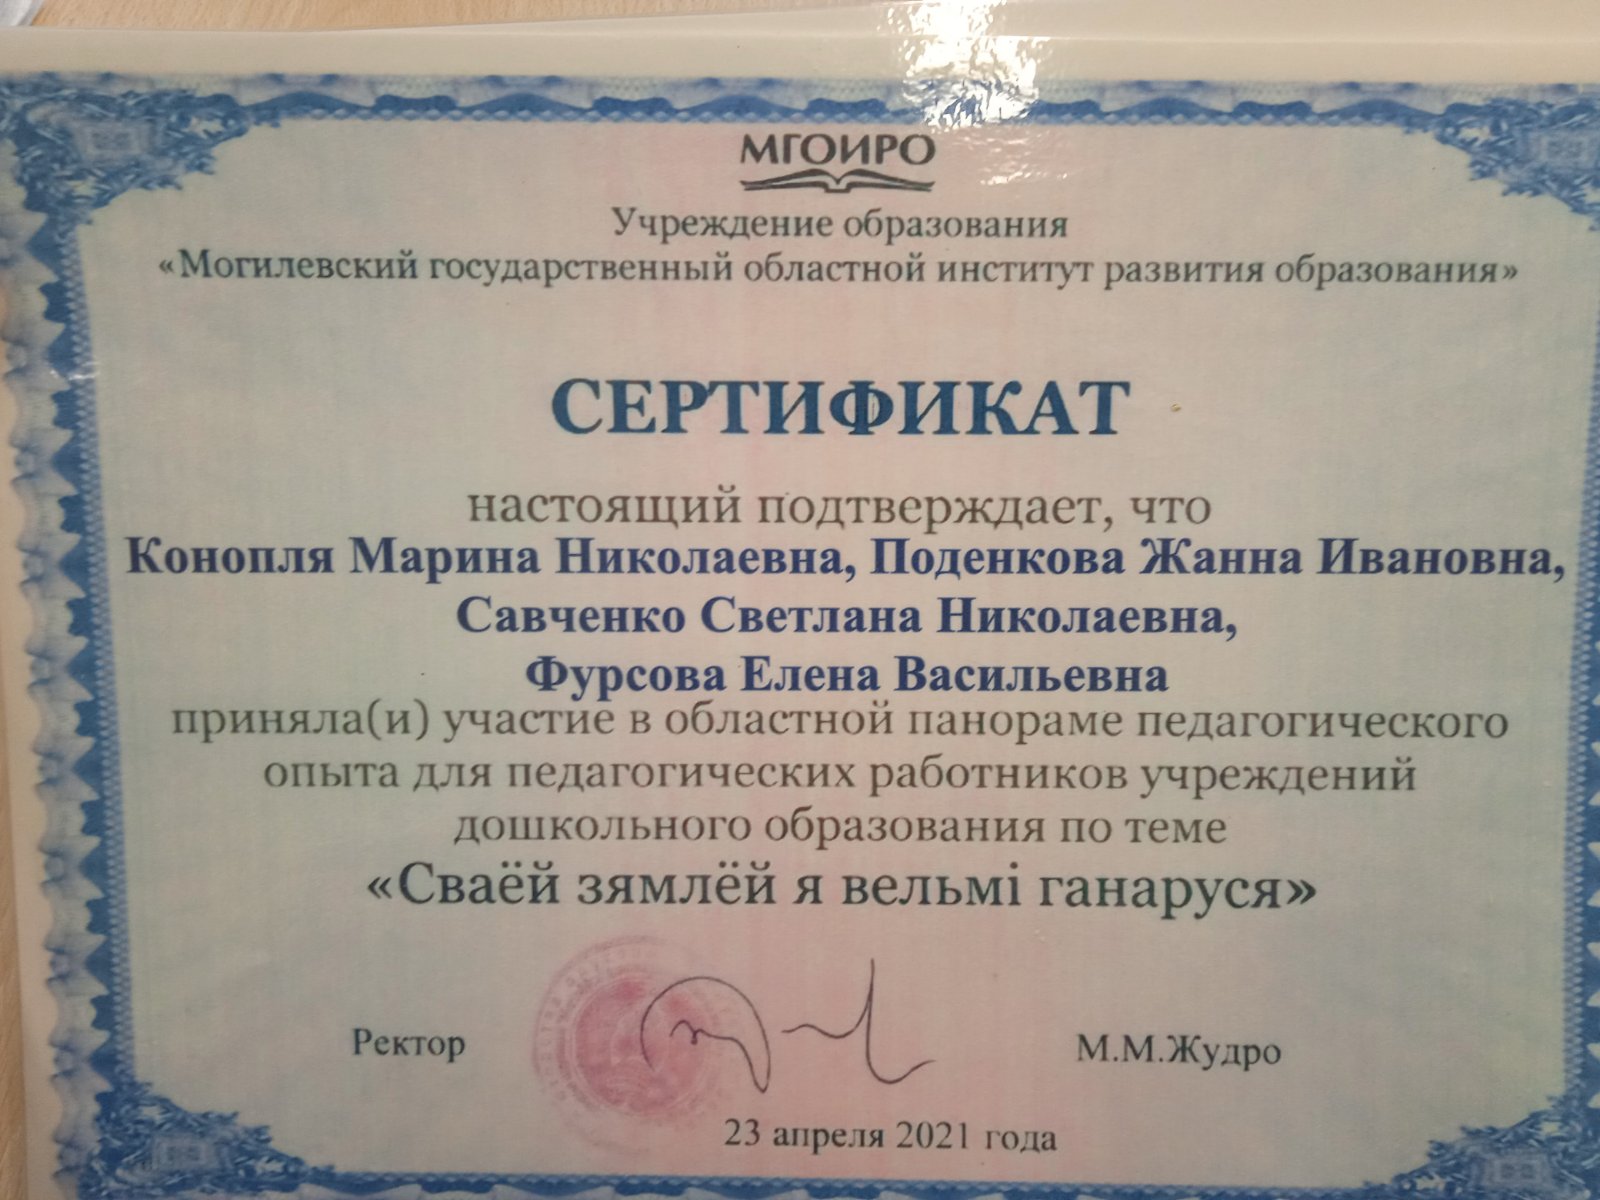 МГОИРО
Учреждение образования
«Могилевский государственный областной институт развития образования»
СЕРТИФИКАТ
настоящий подтверждает, что
Конопля Марина Николаевна, Поденкова Жанна Ивановна,
Савченко Светлана Николаевна,
Фурсова Елена Васильевна
приняла(и) участие в областной панораме педагогического
опыта для педагогических работников учреждений
дошкольного образования по теме
«Сваёй зямлёй я вельмі ганаруся»
Ректор
М.М.Жудро
23 апреля 2021 года